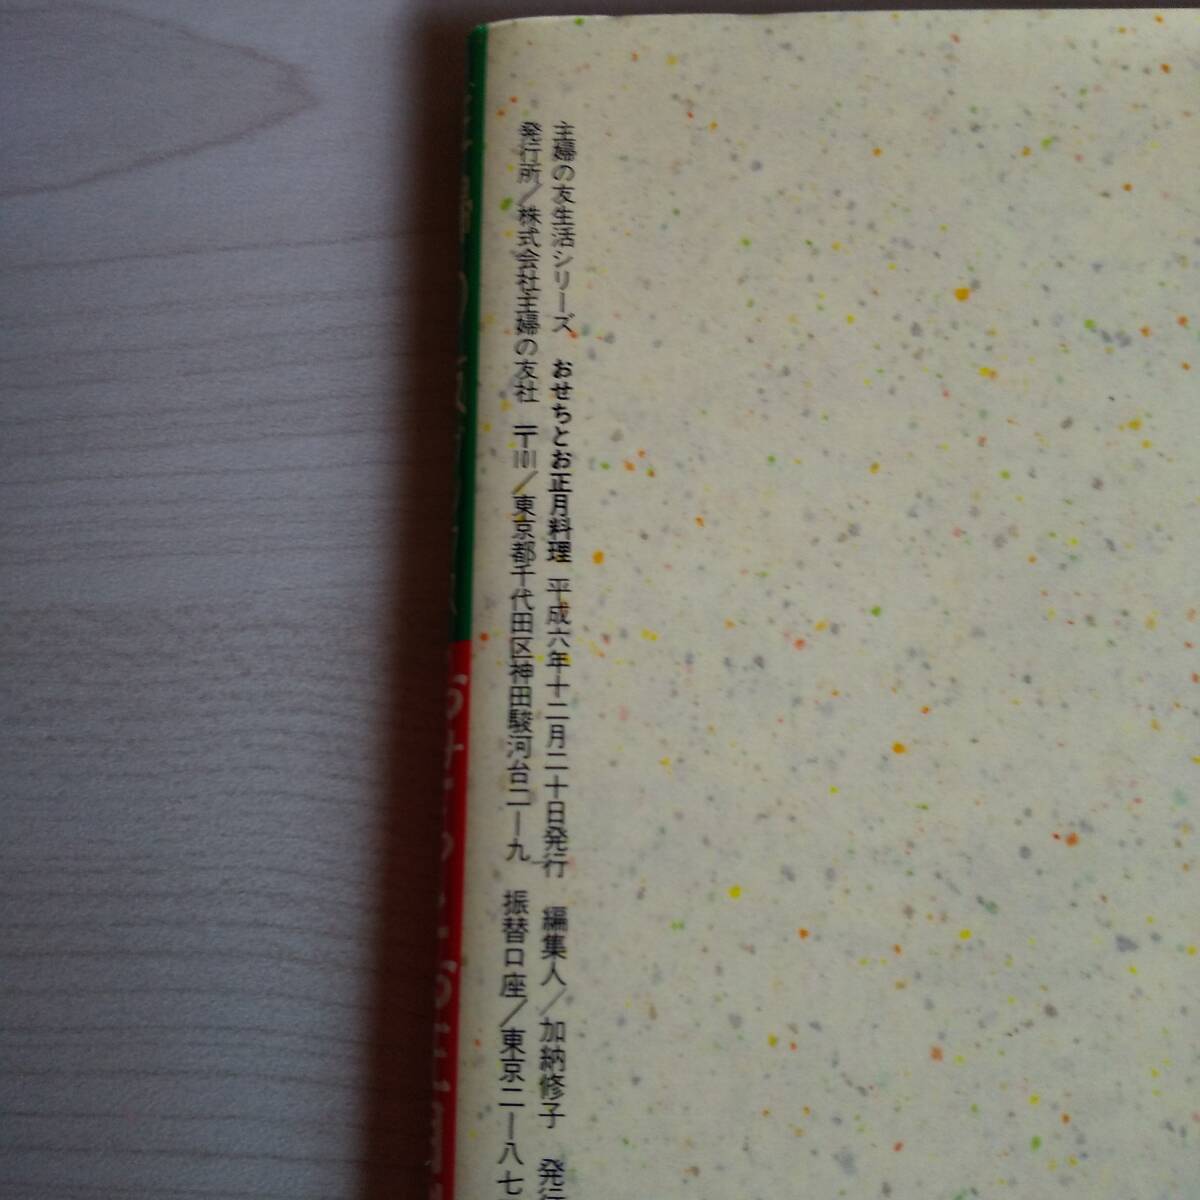 主婦の友生活シリーズ おせちとお正月料理 平成六年十二月二十日発行 編集人／加納修子 発行
発行所／株式会社主婦の友社 〒101／東京都千代田区神田駿河台二ー九 振替口座／東京二ー八七